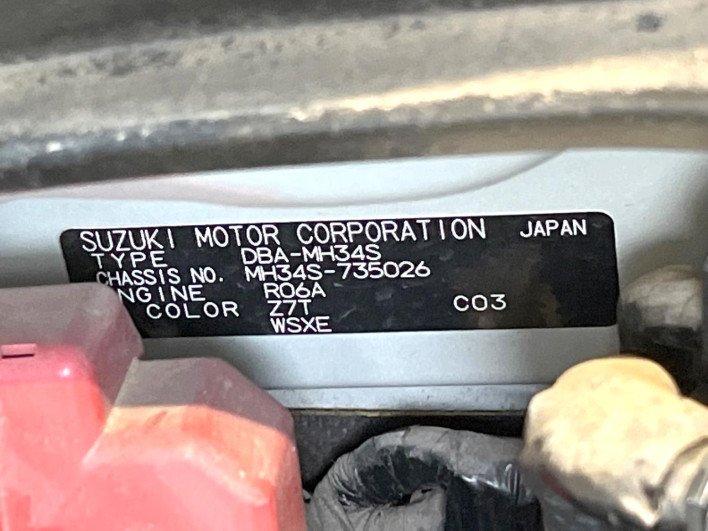 SUZUKI MOTOR CORPORATION JAPAN
TYPE DBA-MH34S
CHASSIS NO. MH34S-735026
ENGINE R06A
COLOR Z7T C03
WSXE